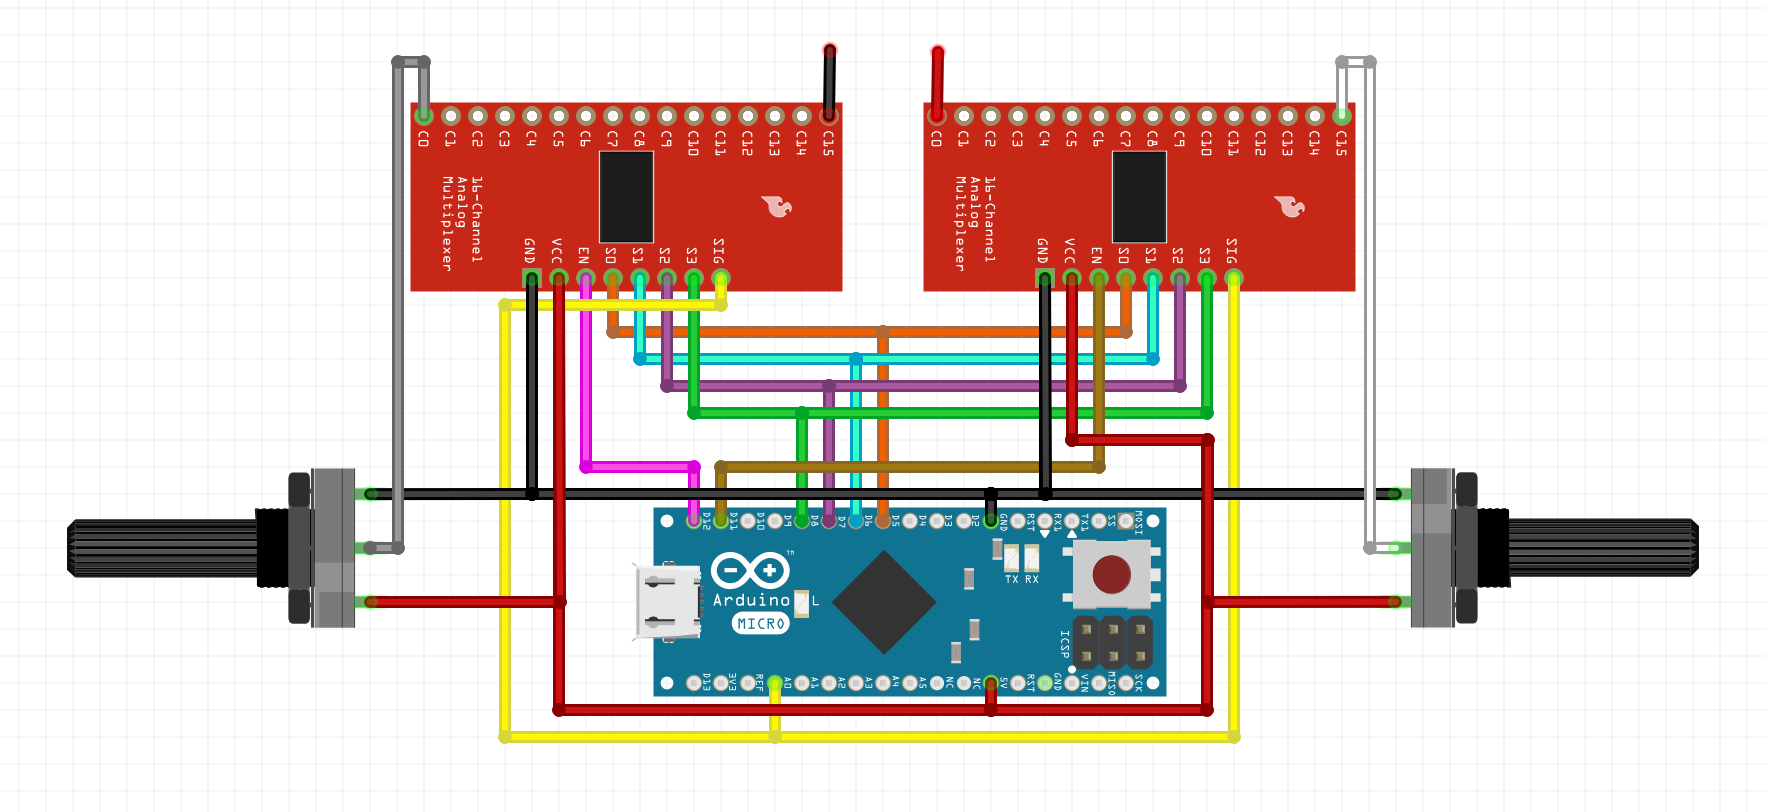 C0 C1 C2 C3 C4 C5 C6 C7 C8 C9 C10 C11 C12 C13 C14 C15
16-Channel
Analog
Multiplexer
GND VCC EN S0 S1 S2 S3 SIG
C0 C1 C2 C3 C4 C5 C6 C7 C8 C9 C10 C11 C12 C13 C14 C15
16-Channel
Analog
Multiplexer
GND VCC EN S0 S1 S2 S3 SIG
D12 D11 D10 D9 D8 D7 D6 D5 D4 D3 D2 GND RST RX1 TX1 SS MOSI
TM
Arduino
MICRO
L
TX RX
ICSP
D13 3V3 REF A0 A1 A2 A3 A4 A5 NC NC 5V RST GND VIN MISO SCK